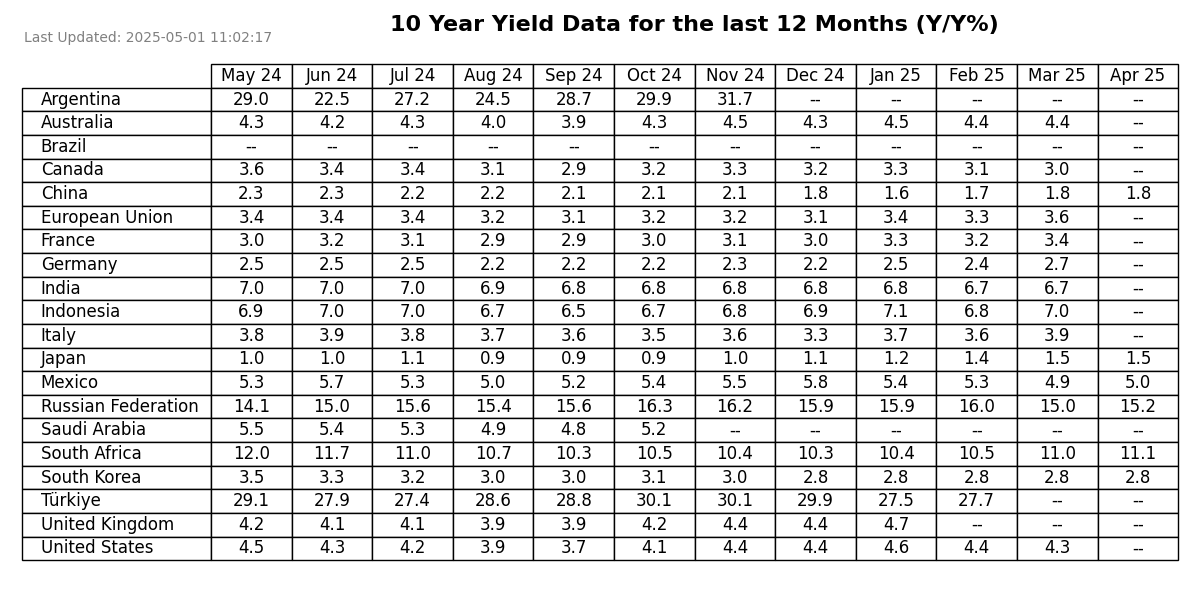 10 Year Yield Data for the last 12 Months (Y/Y%)
Last Updated: 2025-05-01 11:02:17
May 24 Jun 24 Jul 24 Aug 24 Sep 24 Oct 24 Nov 24 Dec 24 Jan 25 Feb 25 Mar 25 Apr 25
Argentina 29.0 22.5 27.2 24.5 28.7 29.9 31.7 -- -- -- -- --
Australia 4.3 4.2 4.3 4.0 3.9 4.3 4.5 4.3 4.5 4.4 4.4 --
Brazil -- -- -- -- -- -- -- -- -- -- -- --
Canada 3.6 3.4 3.4 3.1 2.9 3.2 3.3 3.2 3.3 3.1 3.0 --
China 2.3 2.3 2.2 2.2 2.1 2.1 2.1 1.8 1.6 1.7 1.8 1.8
European Union 3.4 3.4 3.4 3.2 3.1 3.2 3.2 3.1 3.4 3.3 3.6 --
France 3.0 3.2 3.1 2.9 2.9 3.0 3.1 3.0 3.3 3.2 3.4 --
Germany 2.5 2.5 2.5 2.2 2.2 2.2 2.3 2.2 2.5 2.4 2.7 --
India 7.0 7.0 7.0 6.9 6.8 6.8 6.8 6.8 6.8 6.7 6.7 --
Indonesia 6.9 7.0 7.0 6.7 6.5 6.7 6.8 6.9 7.1 6.8 7.0 --
Italy 3.8 3.9 3.8 3.7 3.6 3.5 3.6 3.3 3.7 3.6 3.9 --
Japan 1.0 1.0 1.1 0.9 0.9 0.9 1.0 1.1 1.2 1.4 1.5 1.5
Mexico 5.3 5.7 5.3 5.0 5.2 5.4 5.5 5.8 5.4 5.3 4.9 5.0
Russian Federation 14.1 15.0 15.6 15.4 15.6 16.3 16.2 15.9 15.9 16.0 15.0 15.2
Saudi Arabia 5.5 5.4 5.3 4.9 4.8 5.2 -- -- -- -- -- --
South Africa 12.0 11.7 11.0 10.7 10.3 10.5 10.4 10.3 10.4 10.5 11.0 11.1
South Korea 3.5 3.3 3.2 3.0 3.0 3.1 3.0 2.8 2.8 2.8 2.8 2.8
Türkiye 29.1 27.9 27.4 28.6 28.8 30.1 30.1 29.9 27.5 27.7 -- --
United Kingdom 4.2 4.1 4.1 3.9 3.9 4.2 4.4 4.4 4.7 -- -- --
United States 4.5 4.3 4.2 3.9 3.7 4.1 4.4 4.4 4.6 4.4 4.3 --